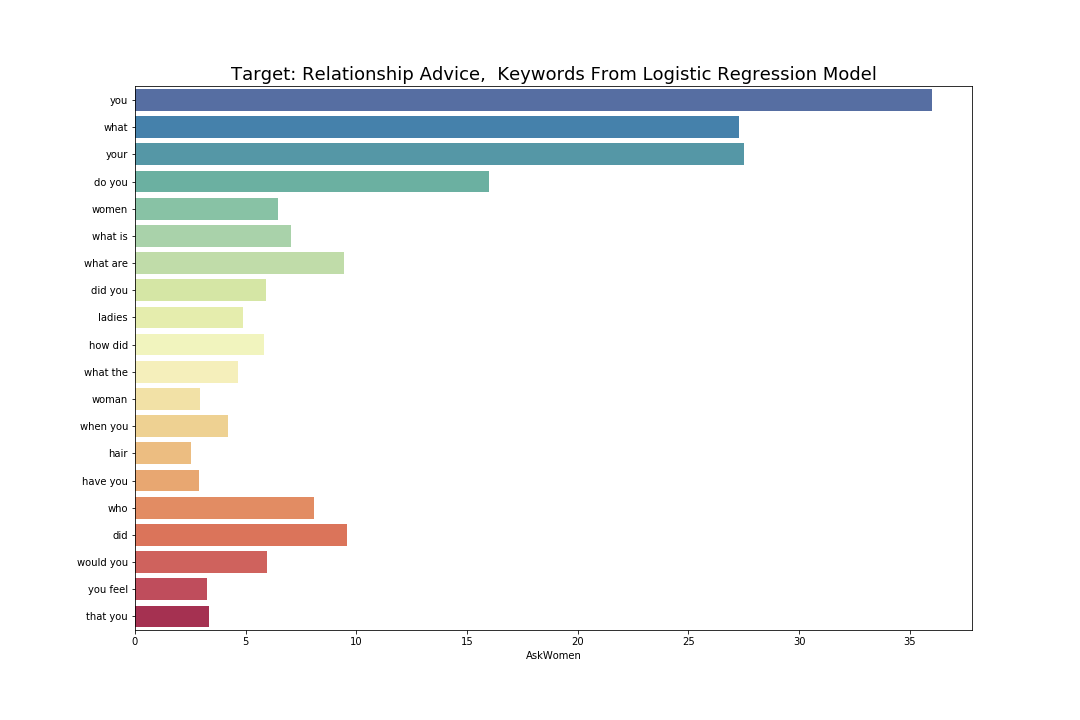 Target: Relationship Advice,  Keywords From Logistic Regression Model
you
what
your
do you
women
what is
what are
did you
ladies
how did
what the
woman
when you
hair
have you
who
did
would you
you feel
that you
0 5 10 15 20 25 30 35
AskWomen